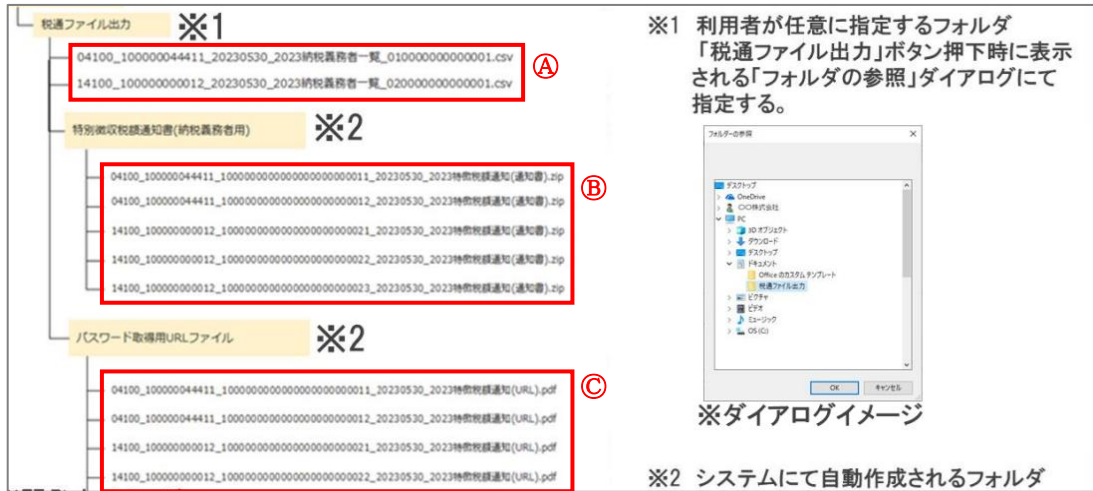 税通ファイル出力 ※1
04100_100000044411_20230530_2023納税義務者一覧_010000000000001.csv
14100_100000000012_20230530_2023納税義務者一覧_020000000000001.csv
Ⓐ
特別徴収税額通知書(納税義務者用) ※2
04100_100000044411_1000000000000000000000011_20230530_2023特徴税額通知(通知書).zip
04100_100000044411_1000000000000000000000012_20230530_2023特徴税額通知(通知書).zip
14100_100000000012_1000000000000000000000021_20230530_2023特徴税額通知(通知書).zip
14100_100000000012_1000000000000000000000022_20230530_2023特徴税額通知(通知書).zip
14100_100000000012_1000000000000000000000023_20230530_2023特徴税額通知(通知書).zip
Ⓑ
パスワード取得用URLファイル ※2
04100_100000044411_1000000000000000000000011_20230530_2023特徴税額通知(URL).pdf
04100_100000044411_1000000000000000000000012_20230530_2023特徴税額通知(URL).pdf
14100_100000000012_1000000000000000000000021_20230530_2023特徴税額通知(URL).pdf
14100_100000000012_1000000000000000000000022_20230530_2023特徴税額通知(URL).pdf
Ⓒ
※1 利用者が任意に指定するフォルダ
「税通ファイル出力」ボタン押下時に表示
される「フォルダの参照」ダイアログにて
指定する。
フォルダーの参照
デスクトップ
OneDrive
〇〇株式会社
PC
3D オブジェクト
ダウンロード
デスクトップ
ドキュメント
Office のカスタム テンプレート
税通ファイル出力
ピクチャ
ビデオ
ミュージック
OS (C:)
OK キャンセル
※ダイアログイメージ
※2 システムにて自動作成されるフォルダ